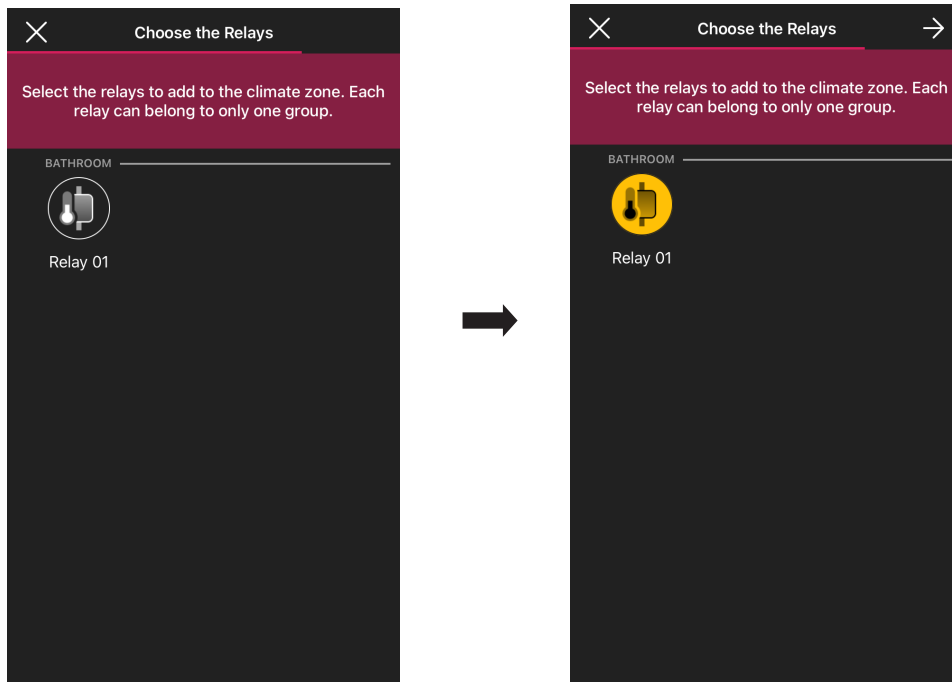 Choose the Relays
Select the relays to add to the climate zone. Each
relay can belong to only one group.
BATHROOM
Relay 01
Choose the Relays
Select the relays to add to the climate zone. Each
relay can belong to only one group.
BATHROOM
Relay 01